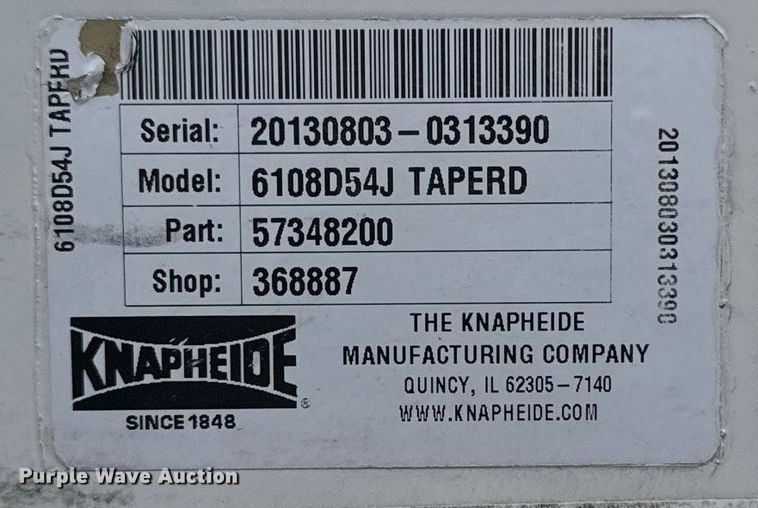 6108D54J TAPERD
Serial: 20130803-0313390
Model: 6108D54J TAPERD
Part: 57348200
Shop: 368887
201308030313390
KNAPHEIDE®
SINCE 1848
THE KNAPHEIDE
MANUFACTURING COMPANY
QUINCY, IL 62305-7140
WWW.KNAPHEIDE.COM
Purple Wave Auction